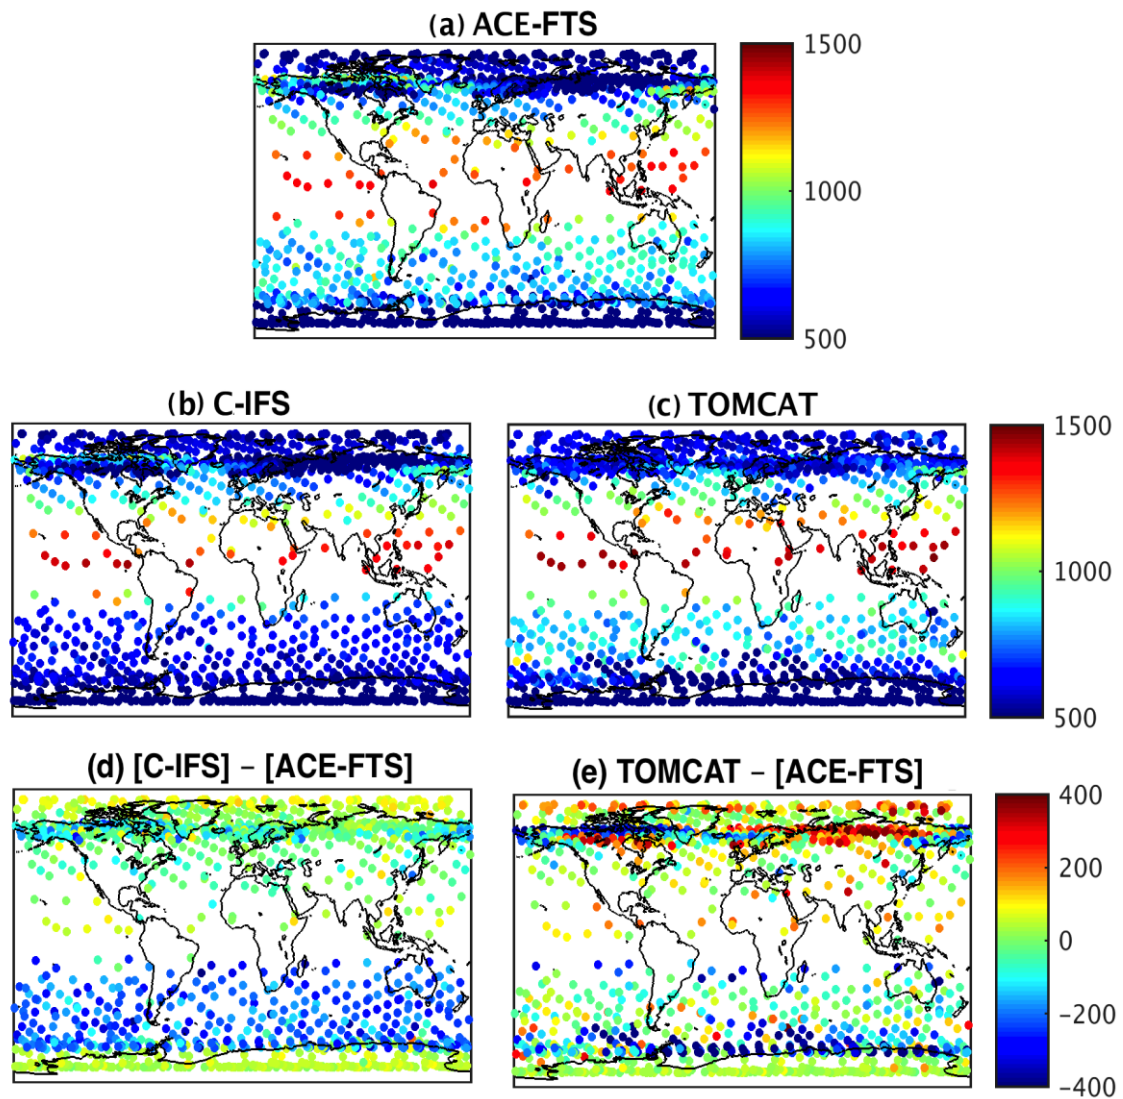 (a) ACE-FTS
1500
1000
500
(b) C-IFS
(c) TOMCAT
1500
1000
500
(d) [C-IFS] – [ACE-FTS]
(e) TOMCAT – [ACE-FTS]
400
200
0
−200
−400